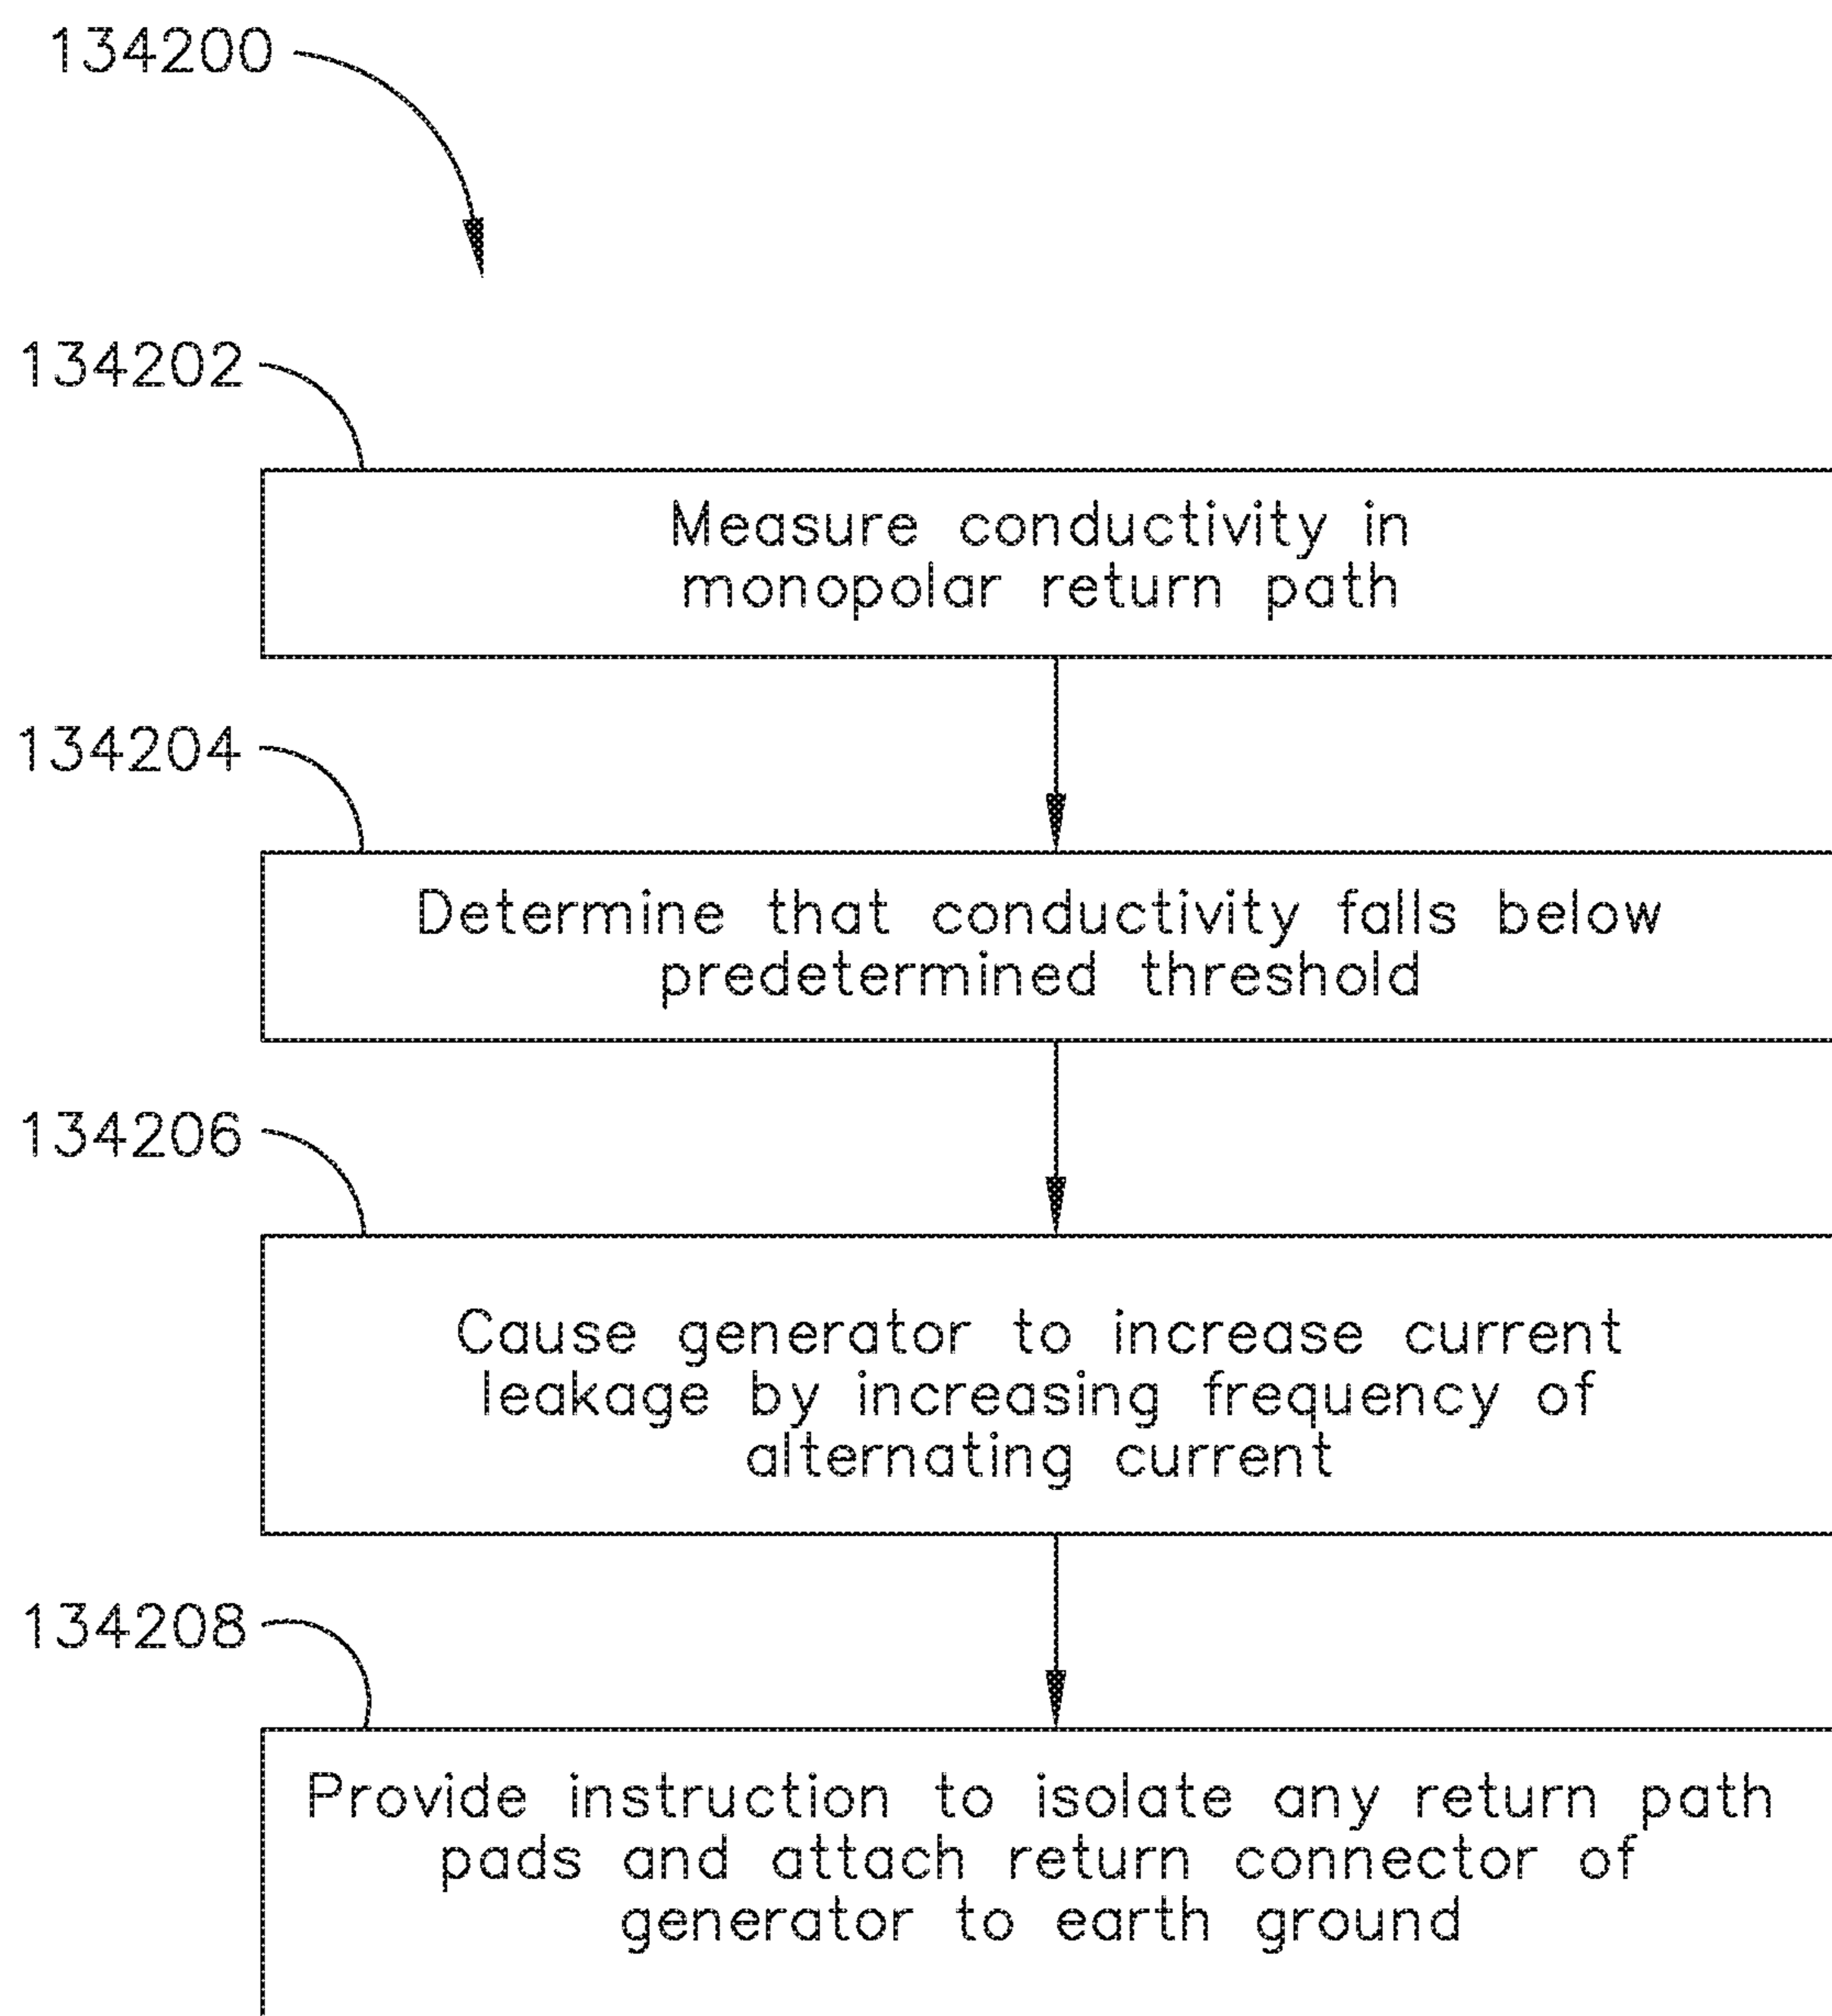 134200
134202
Measure conductivity in
monopolar return path
134204
Determine that conductivity falls below
predetermined threshold
134206
Cause generator to increase current
leakage by increasing frequency of
alternating current
134208
Provide instruction to isolate any return path
pads and attach return connector of
generator to earth ground